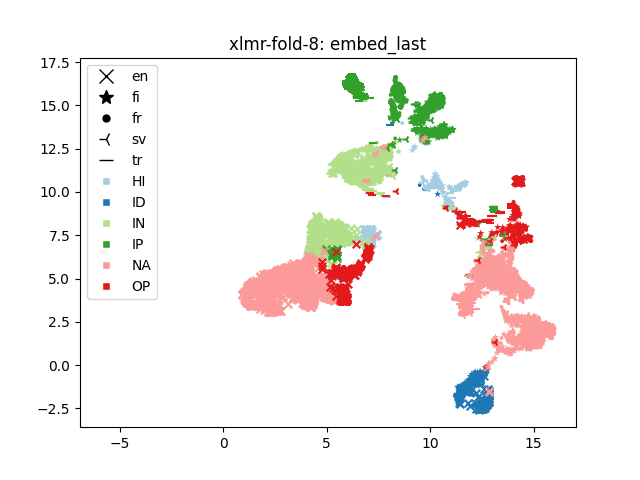 xlmr-fold-8: embed_last
17.5
15.0
12.5
10.0
7.5
5.0
2.5
0.0
−2.5
−5
0
5
10
15
en
fi
fr
sv
tr
HI
ID
IN
IP
NA
OP